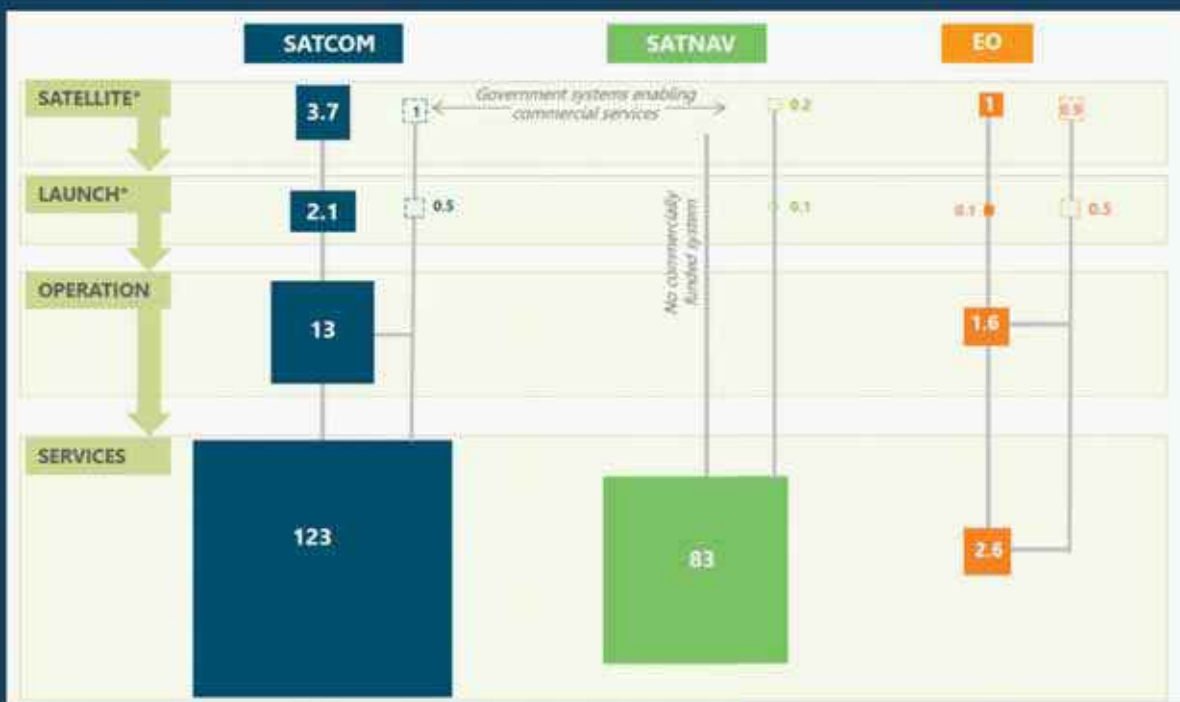 SATCOM
SATNAV
EO
SATELLITE*
3.7
1
Government systems enabling
commercial services
0.2
1
0.9
LAUNCH*
2.1
0.5
0.1
0.1
0.5
No commercially
funded system
OPERATION
13
1.6
SERVICES
123
83
2.6